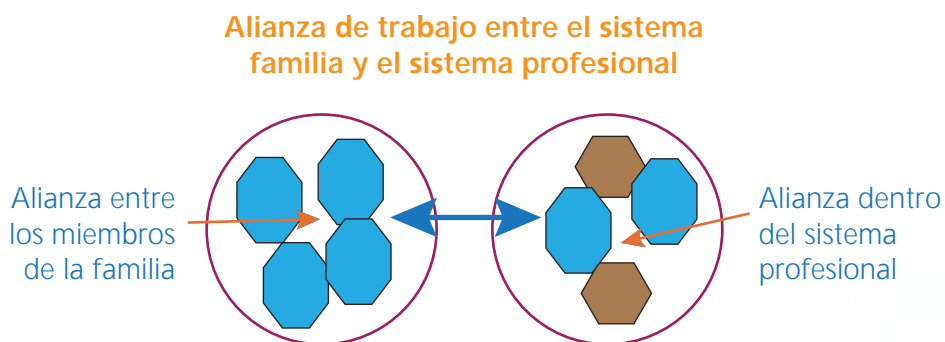 Alianza de trabajo entre el sistema
familia y el sistema profesional
Alianza entre
los miembros
de la familia
Alianza dentro
del sistema
profesional